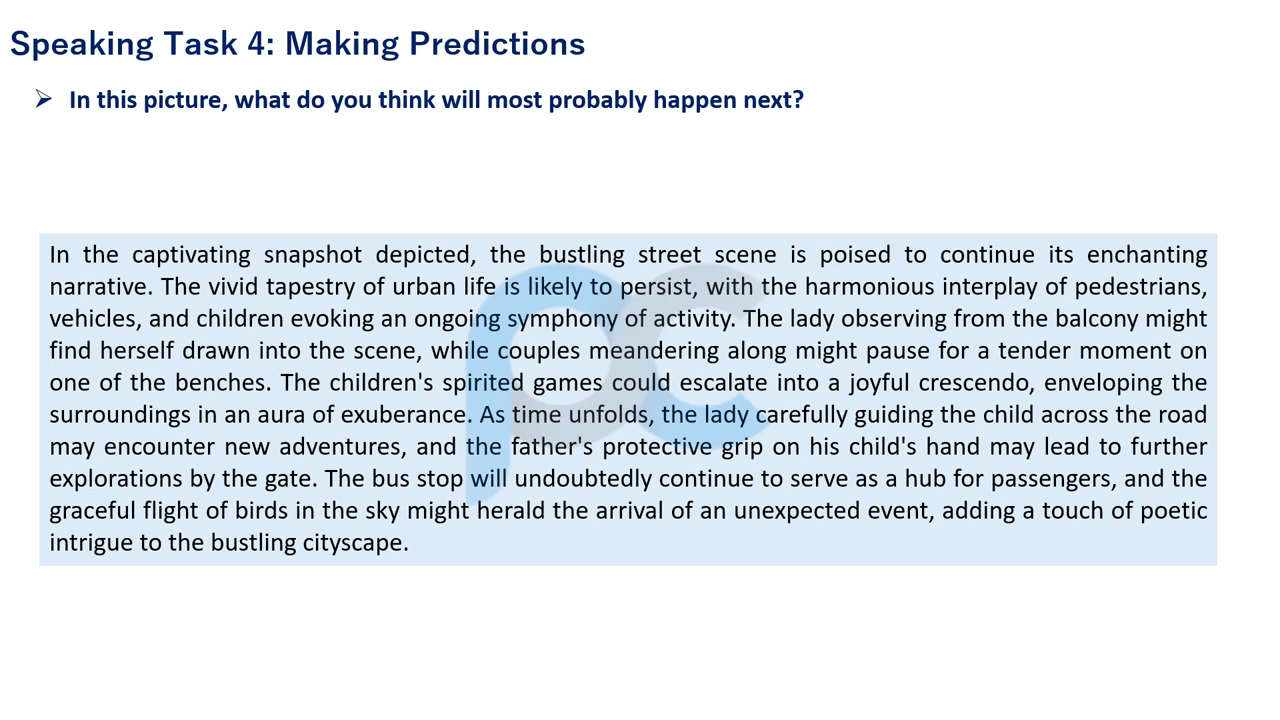 Speaking Task 4: Making Predictions
➢ In this picture, what do you think will most probably happen next?
In the captivating snapshot depicted, the bustling street scene is poised to continue its enchanting
narrative. The vivid tapestry of urban life is likely to persist, with the harmonious interplay of pedestrians,
vehicles, and children evoking an ongoing symphony of activity. The lady observing from the balcony might
find herself drawn into the scene, while couples meandering along might pause for a tender moment on
one of the benches. The children's spirited games could escalate into a joyful crescendo, enveloping the
surroundings in an aura of exuberance. As time unfolds, the lady carefully guiding the child across the road
may encounter new adventures, and the father's protective grip on his child's hand may lead to further
explorations by the gate. The bus stop will undoubtedly continue to serve as a hub for passengers, and the
graceful flight of birds in the sky might herald the arrival of an unexpected event, adding a touch of poetic
intrigue to the bustling cityscape.
pc